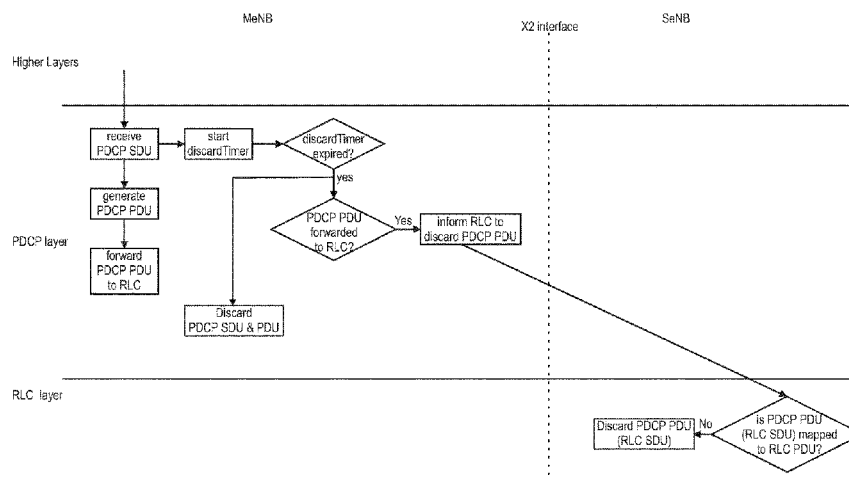 MeNB
SeNB
X2 interface
Higher Layers
receive
PDCP SDU
start
discardTimer
discardTimer
expired?
yes
generate
PDCP PDU
PDCP PDU
forwarded
to RLC?
Yes
inform RLC to
discard PDCP PDU
PDCP layer
forward
PDCP PDU
to RLC
Discard
PDCP SDU & PDU
RLC layer
Discard PDCP PDU
(RLC SDU)
No
is PDCP PDU
(RLC SDU) mapped
to RLC PDU?